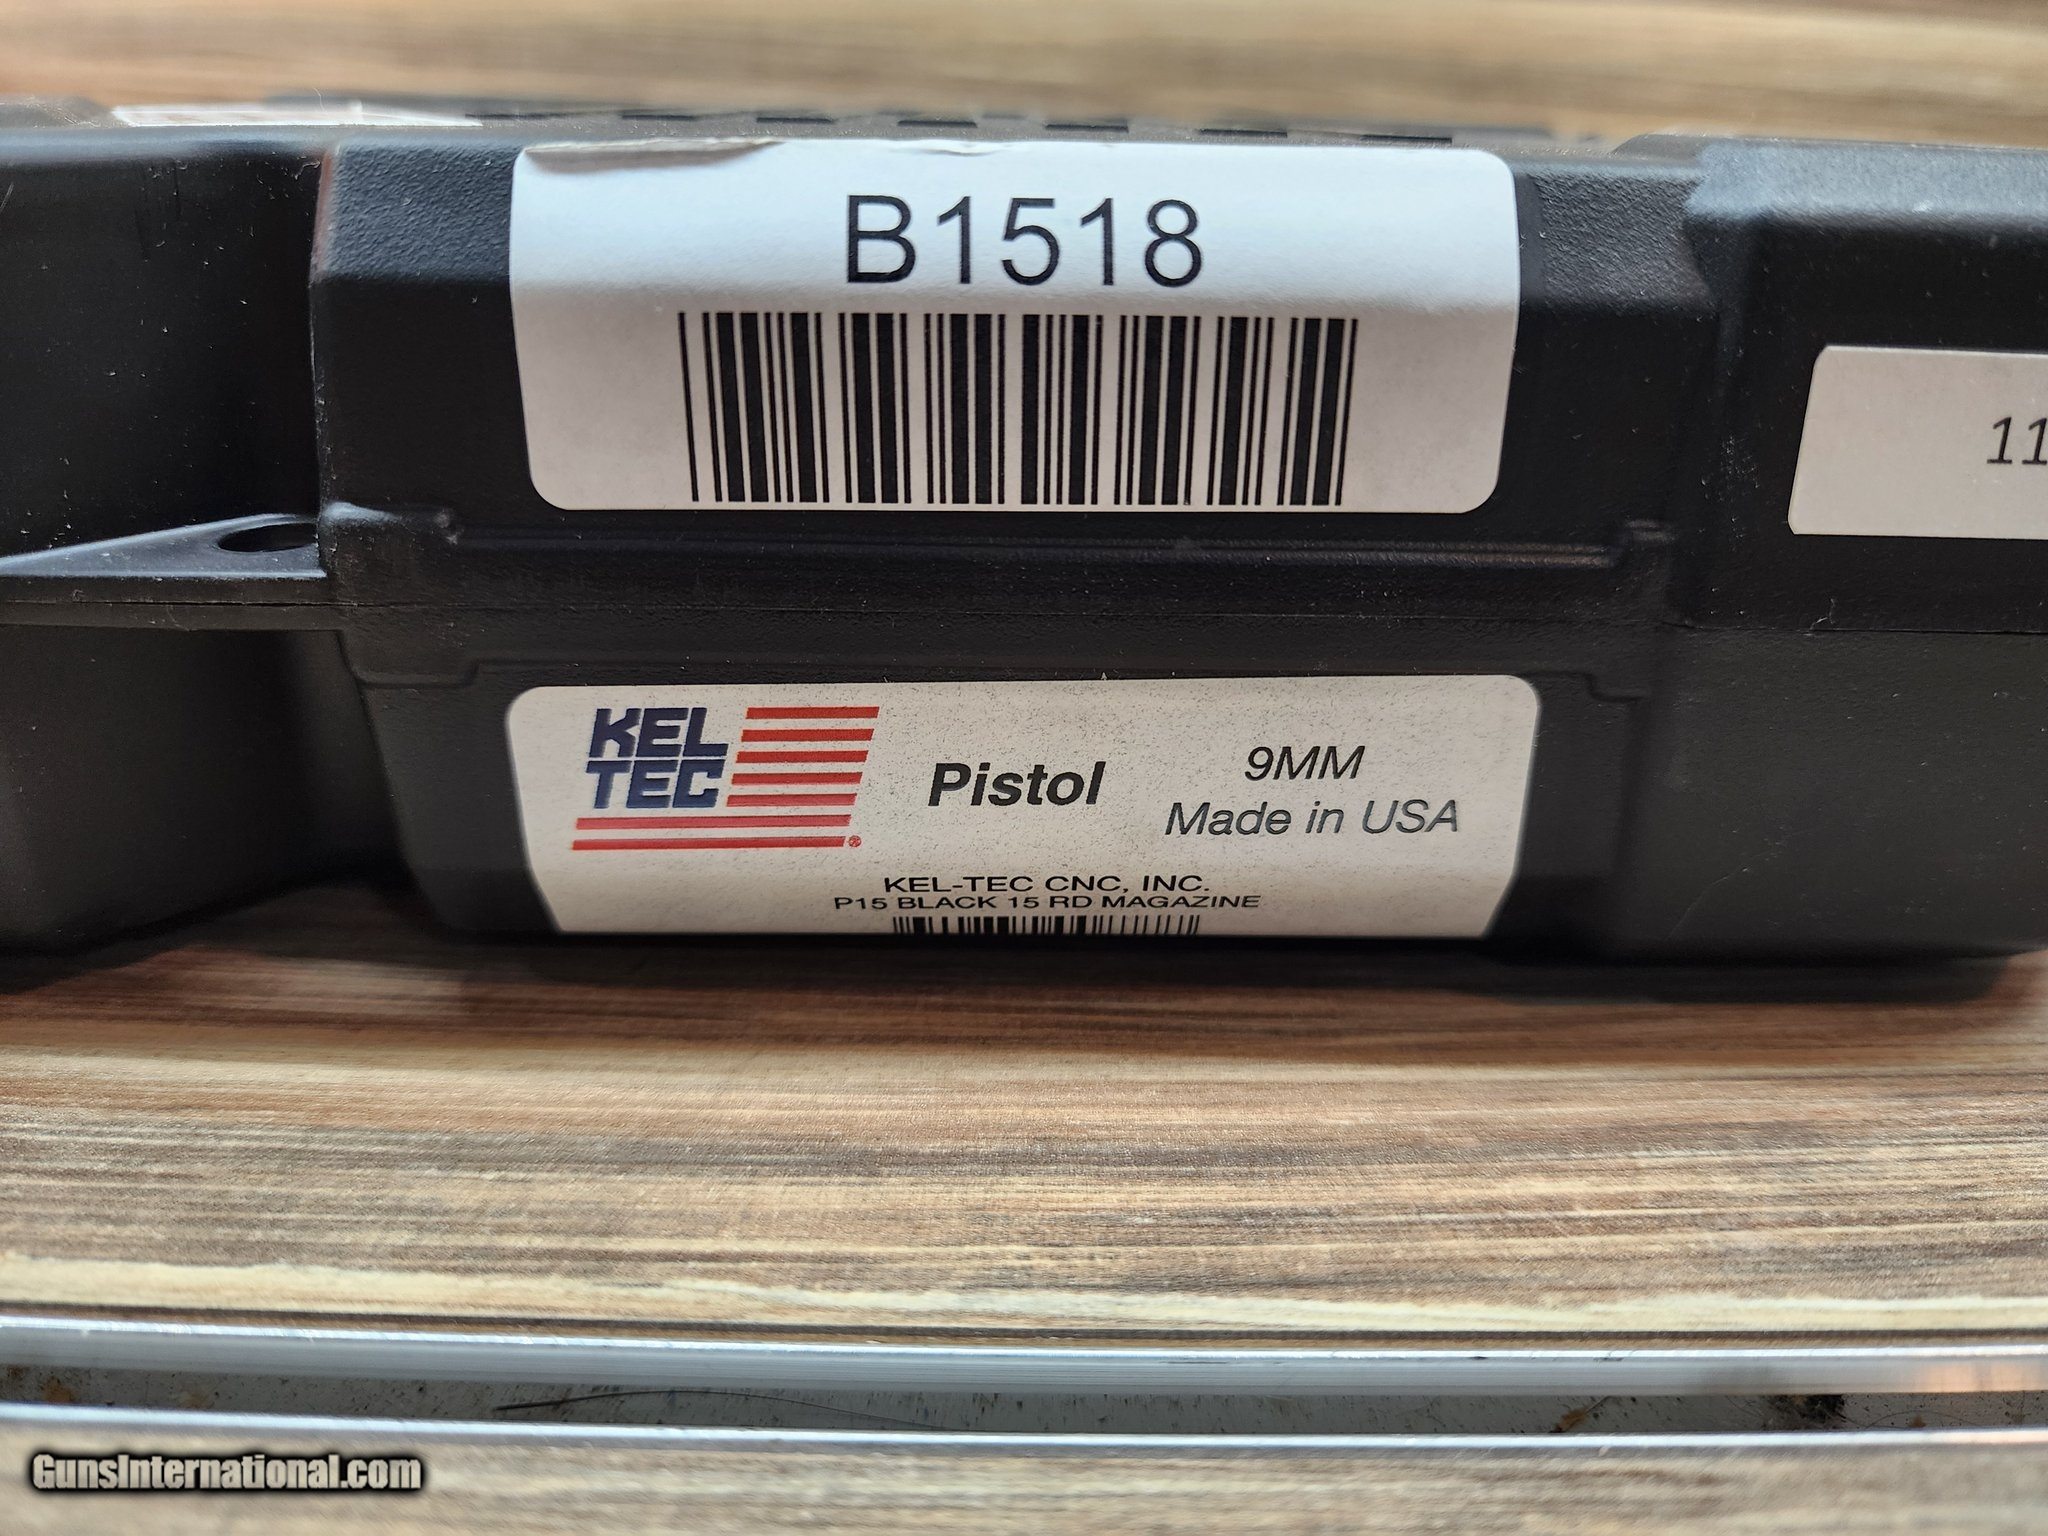 B1518
11
KEL
TEC
Pistol
9MM
Made in USA
KEL-TEC CNC, INC.
P15 BLACK 15 RD MAGAZINE
GunsInternational.com